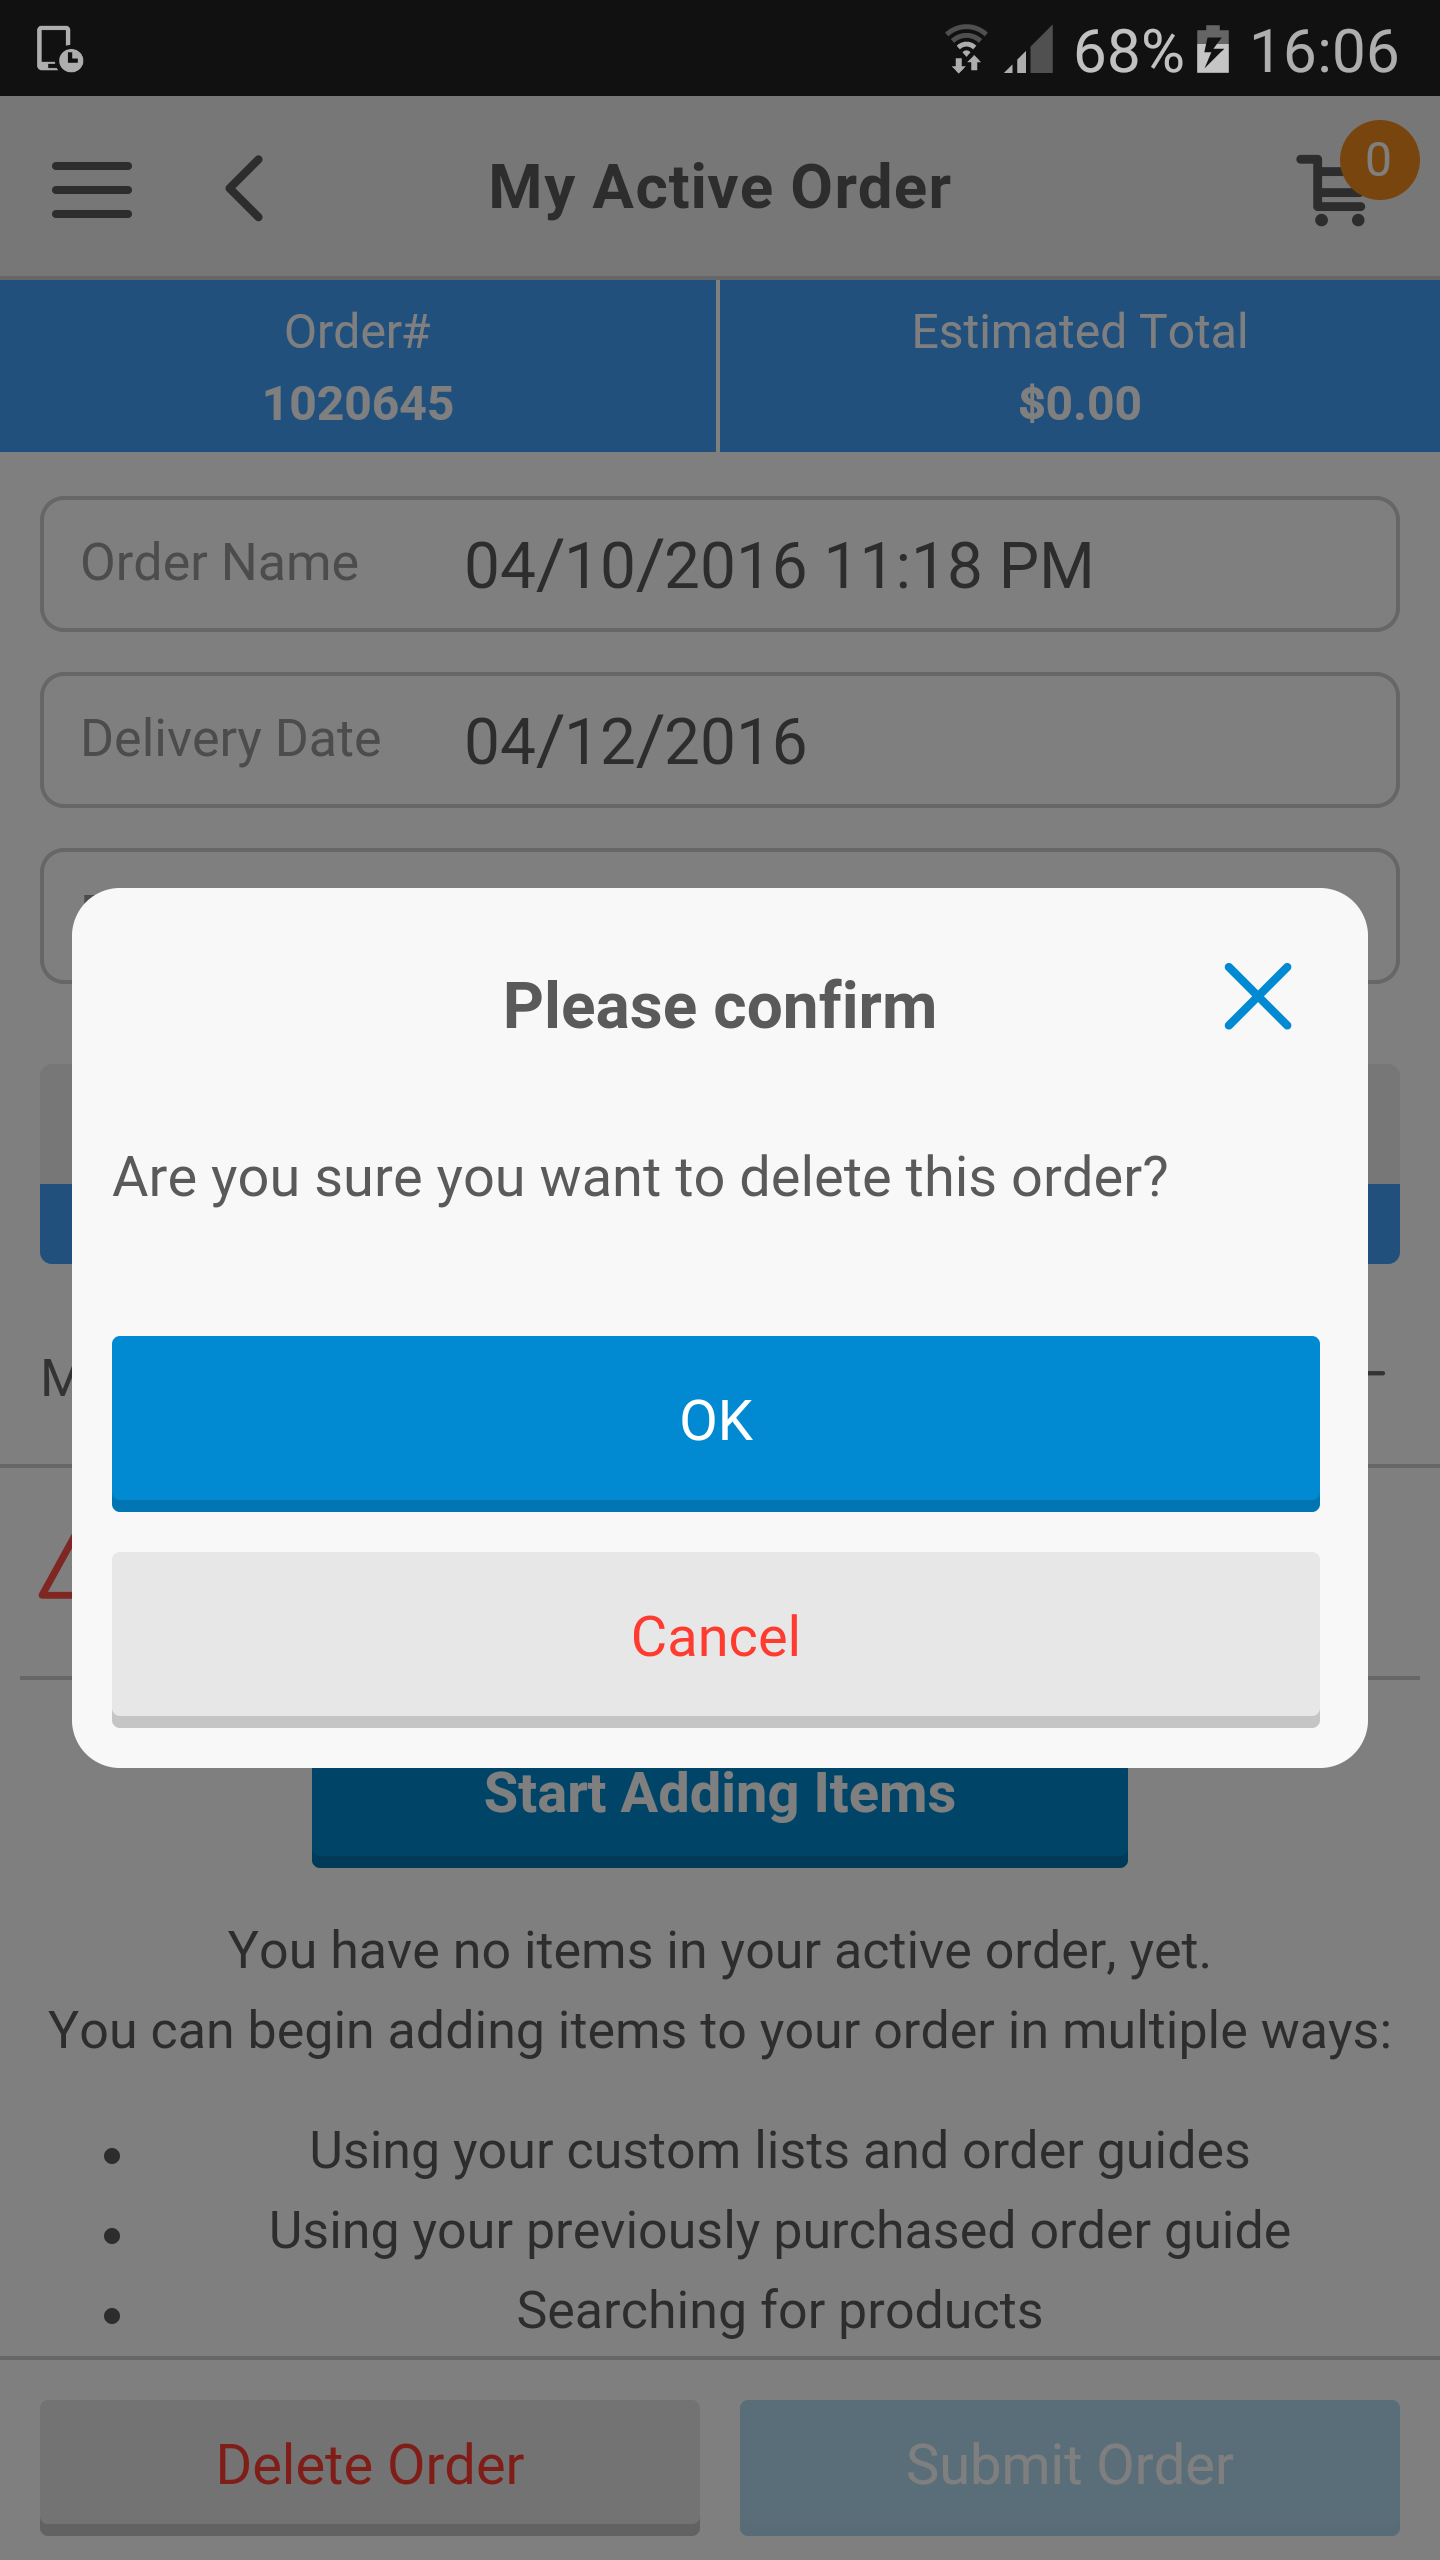 68% 16:06
My Active Order
0
Order#
1020645
Estimated Total
$0.00
Order Name 04/10/2016 11:18 PM
Delivery Date 04/12/2016
Please confirm
Are you sure you want to delete this order?
OK
Cancel
Start Adding Items
You have no items in your active order, yet.
You can begin adding items to your order in multiple ways:
• Using your custom lists and order guides
• Using your previously purchased order guide
• Searching for products
Delete Order
Submit Order